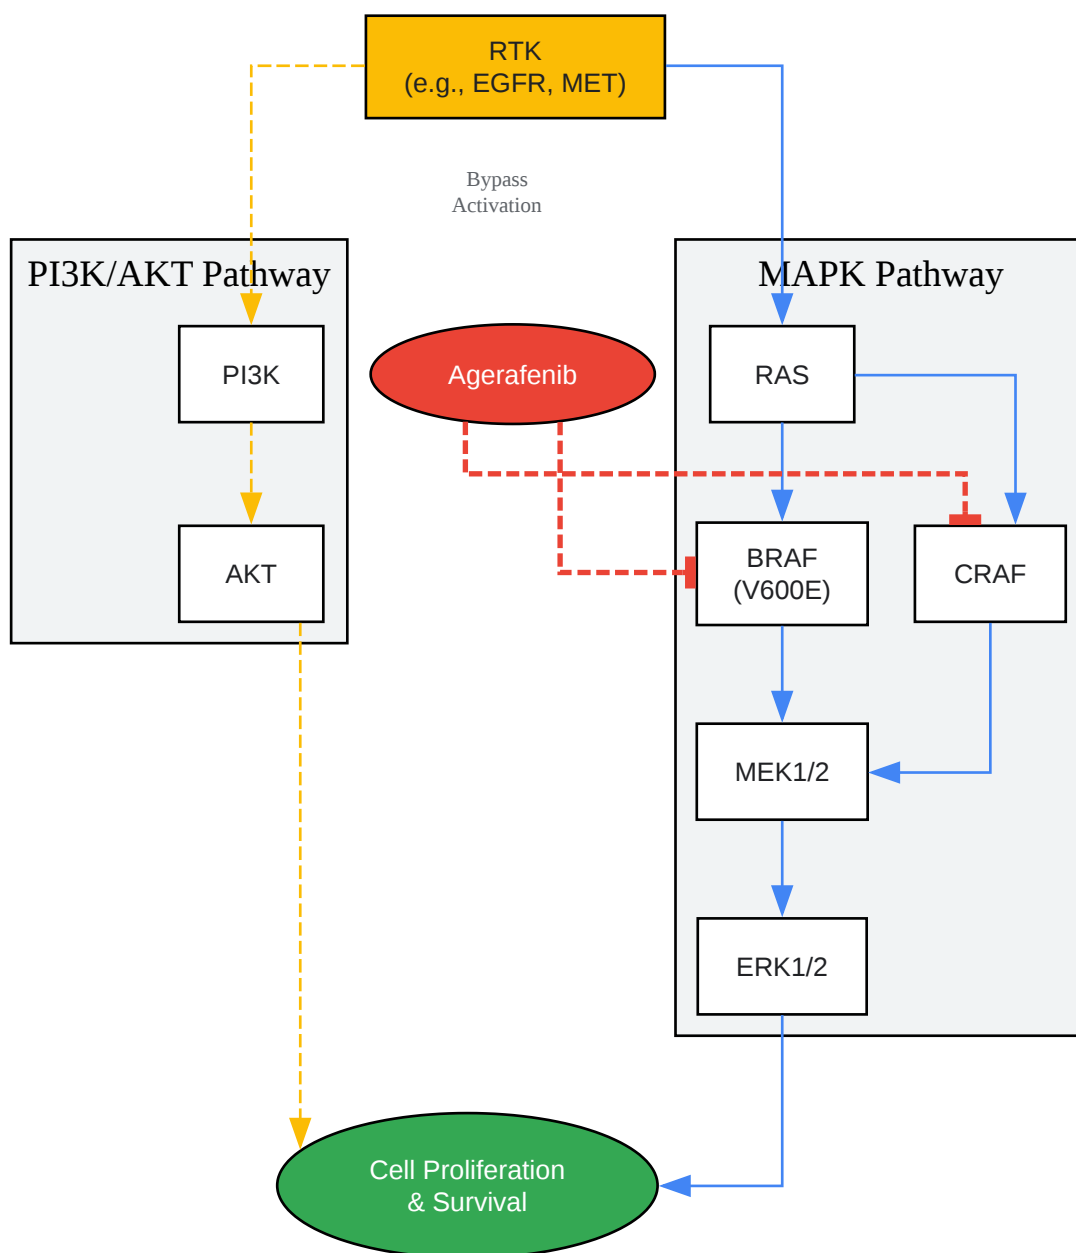 RTK
(e.g., EGFR, MET)
Bypass
Activation
PI3K/AKT Pathway
MAPK Pathway
PI3K
Agerafenib
RAS
AKT
BRAF
(V600E)
CRAF
MEK1/2
ERK1/2
Cell Proliferation
& Survival